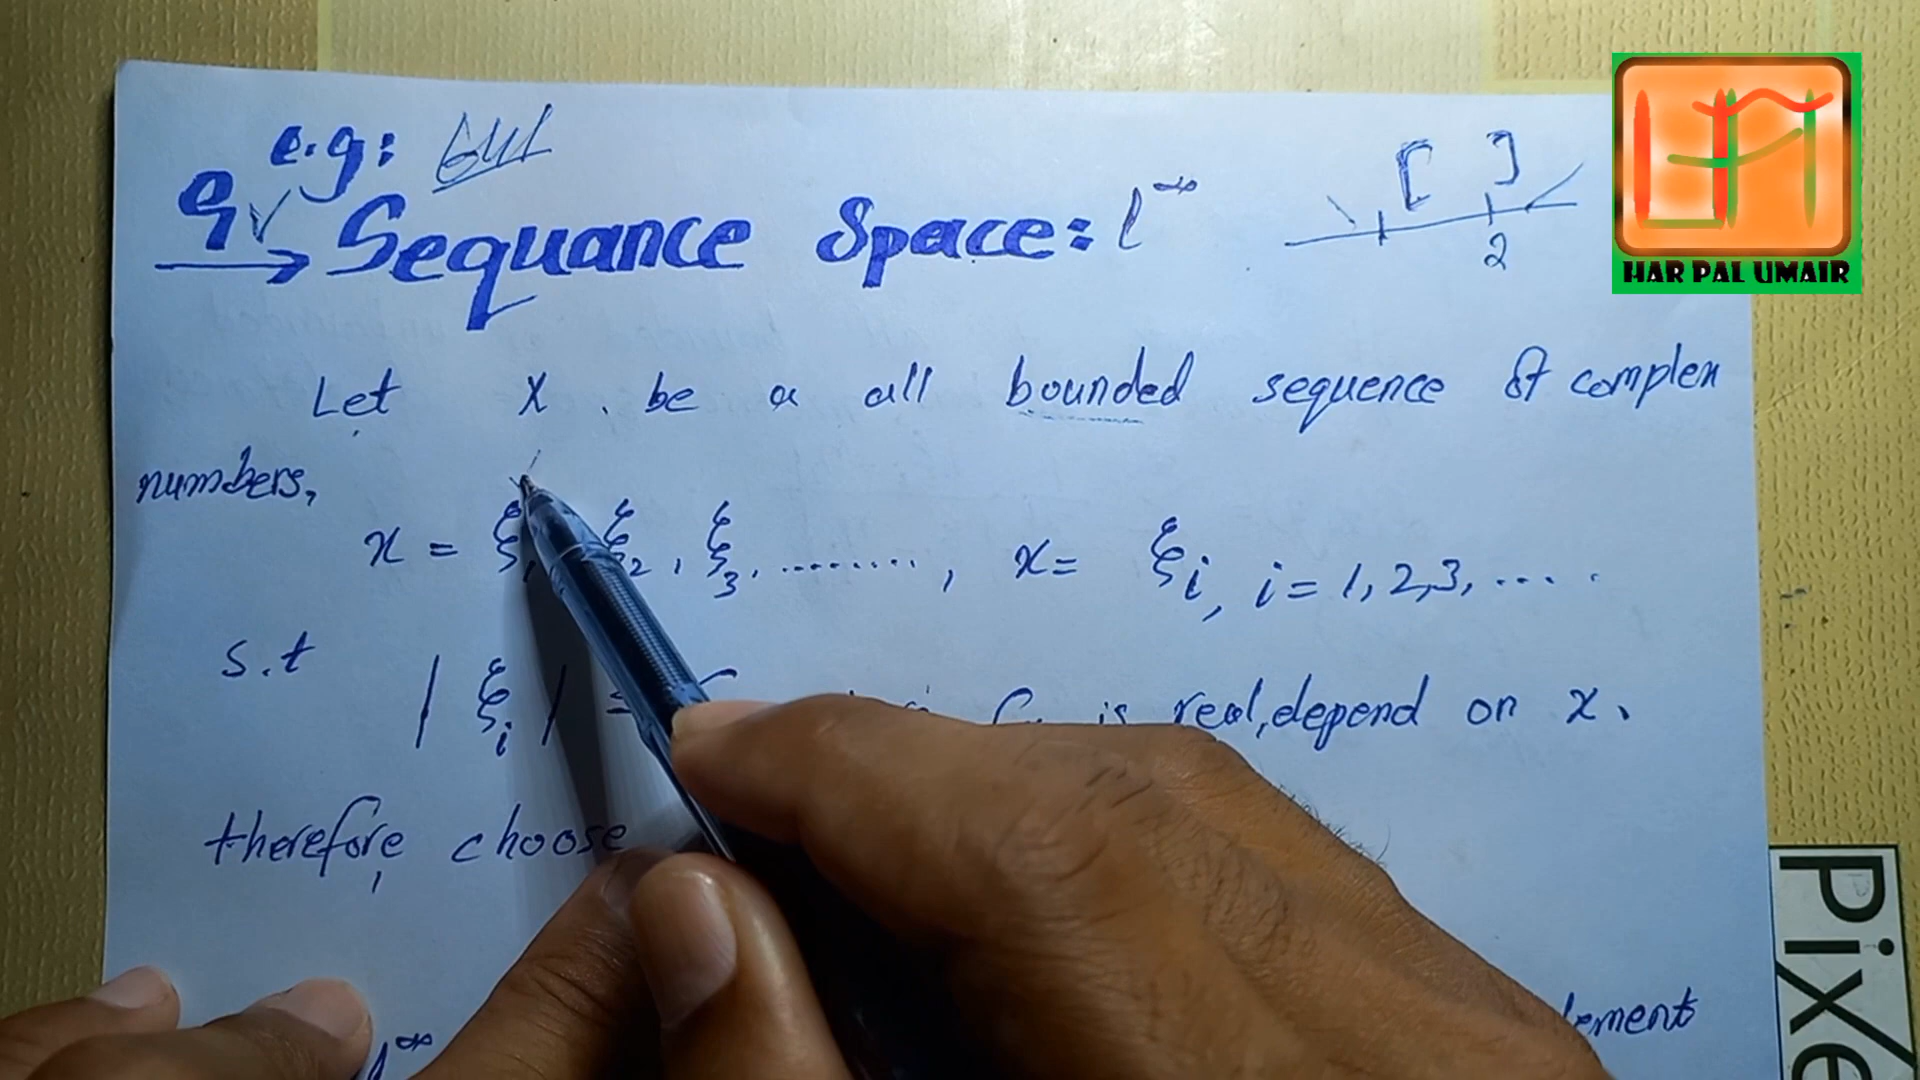 e.g:
9 → Sequance Space: l^∞
[ ]
2
HAR PAL UMAIR
Let X be a all bounded sequence of complex
numbers,
x = ξ₁, ξ₂, ξ₃, ........., x = ξi, i = 1,2,3, ....
s.t
|ξi| ≤ is real, depend on x.
therefore, choose
l^∞ element
Pixe